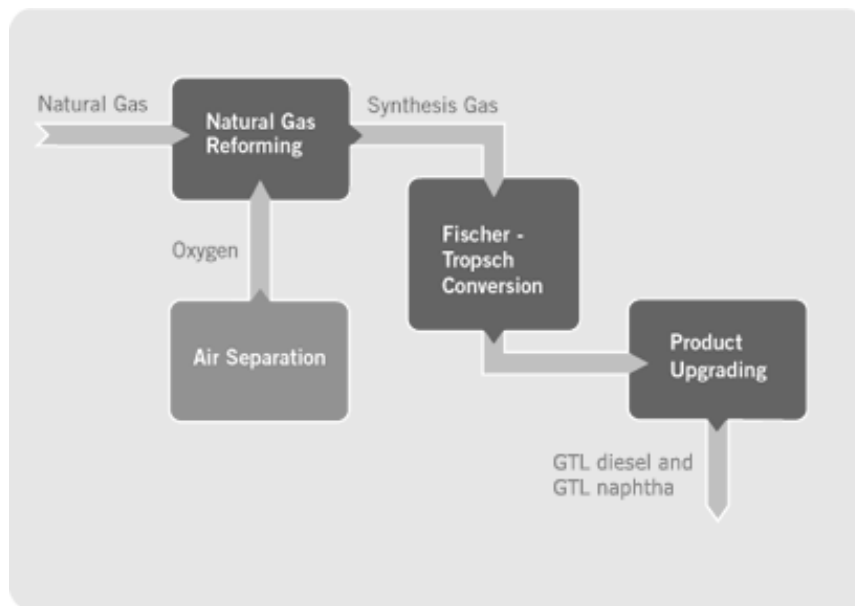 Natural Gas
Natural Gas
Reforming
Synthesis Gas
Oxygen
Fischer -
Tropsch
Conversion
Air Separation
Product
Upgrading
GTL diesel and
GTL naphtha